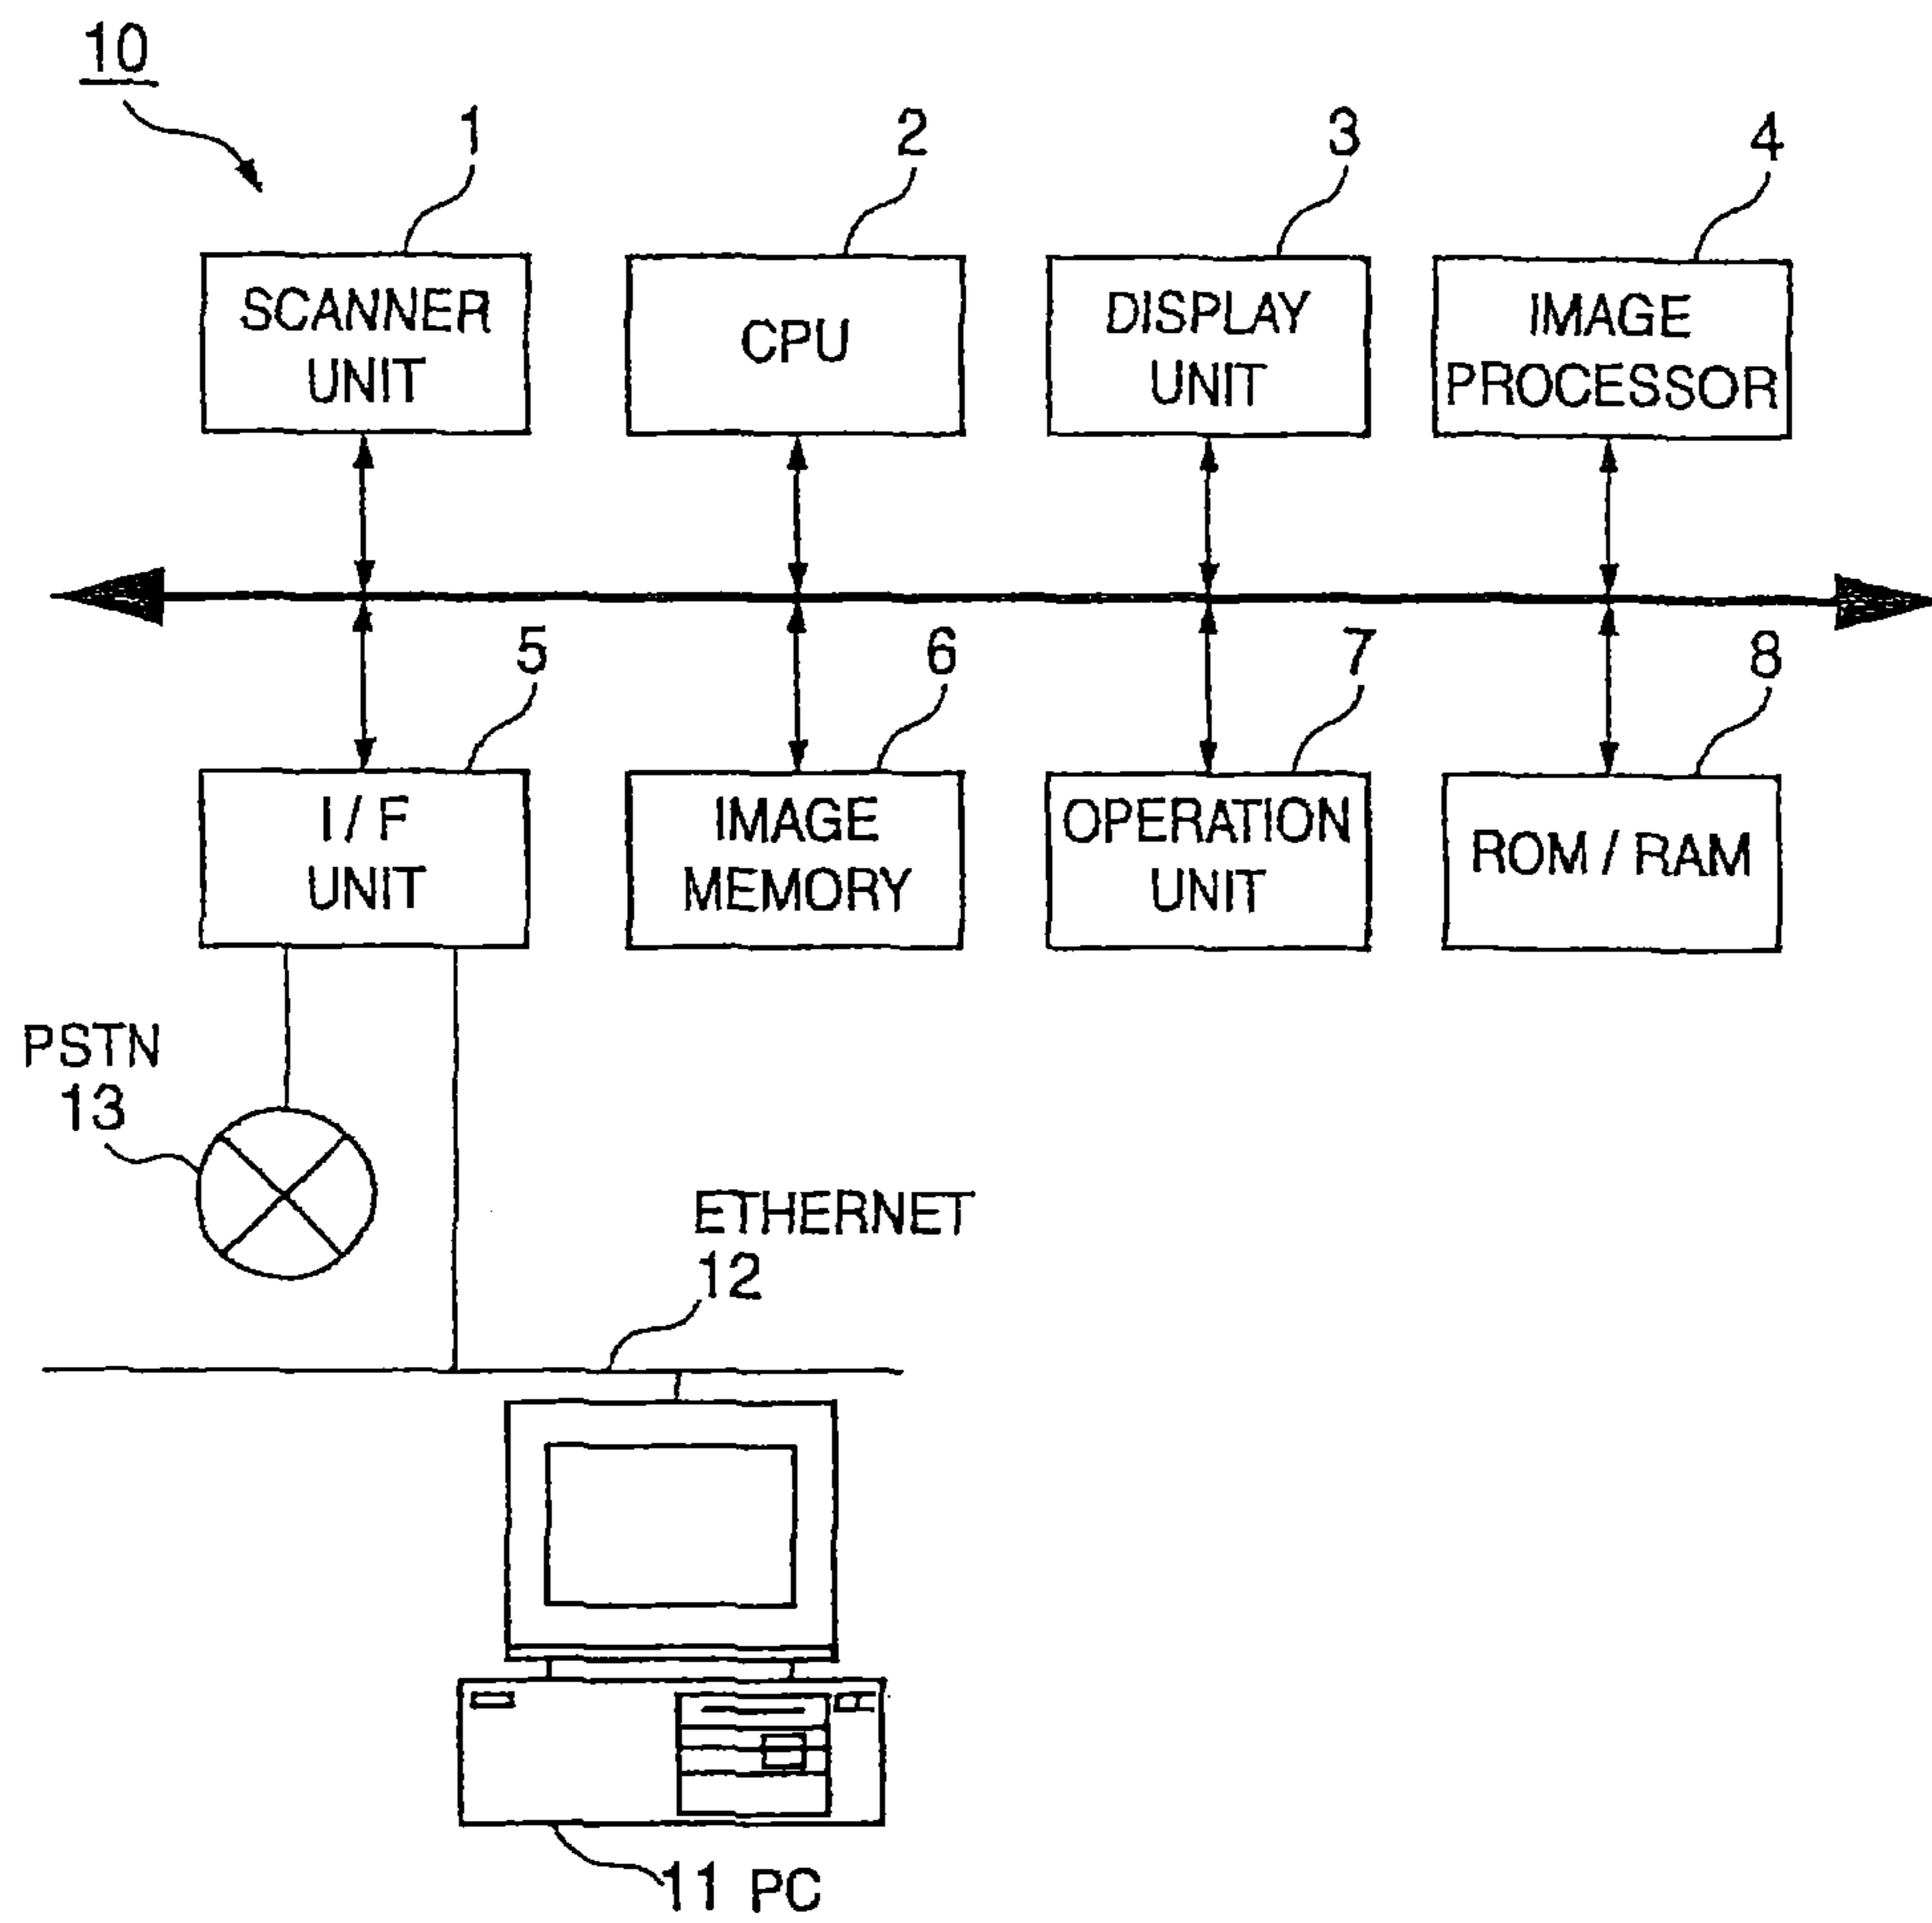 10
1
2
3
4
SCANNER
UNIT
CPU
DISPLAY
UNIT
IMAGE
PROCESSOR
5
6
7
8
I / F
UNIT
IMAGE
MEMORY
OPERATION
UNIT
ROM / RAM
PSTN
13
ETHERNET
12
11 PC